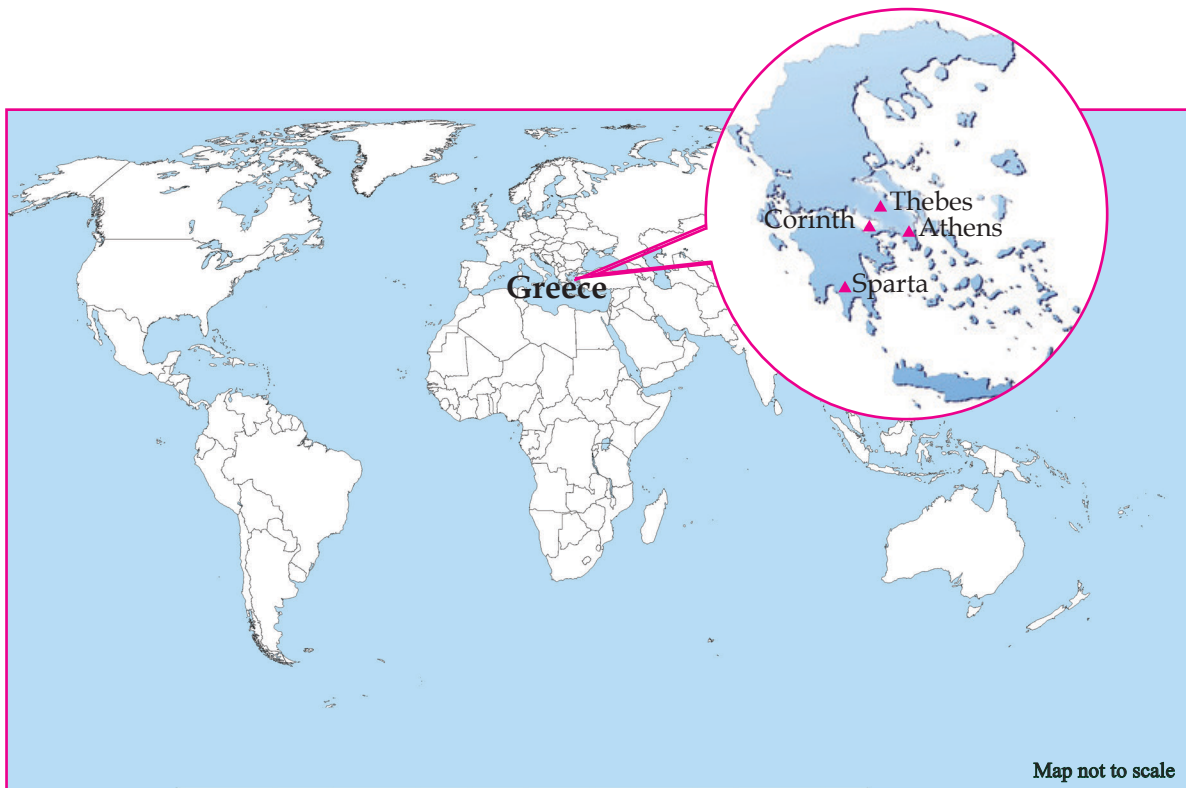 Thebes
Corinth
Athens
Sparta
Greece
Map not to scale